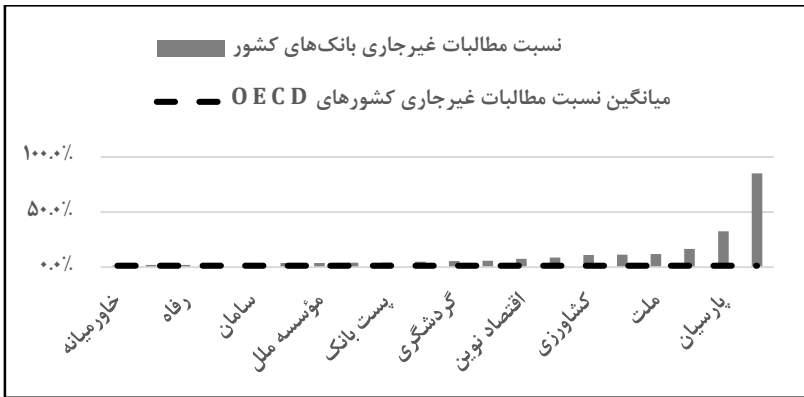 نسبت مطالبات غیرجاری بانک‌های کشور
میانگین نسبت مطالبات غیرجاری کشورهای OECD
۱۰۰.۰٪
۵۰.۰٪
۰.۰٪
خاورمیانه
رفاه
سامان
مؤسسه ملل
پست بانک
گردشگری
اقتصاد نوین
کشاورزی
ملت
پارسیان